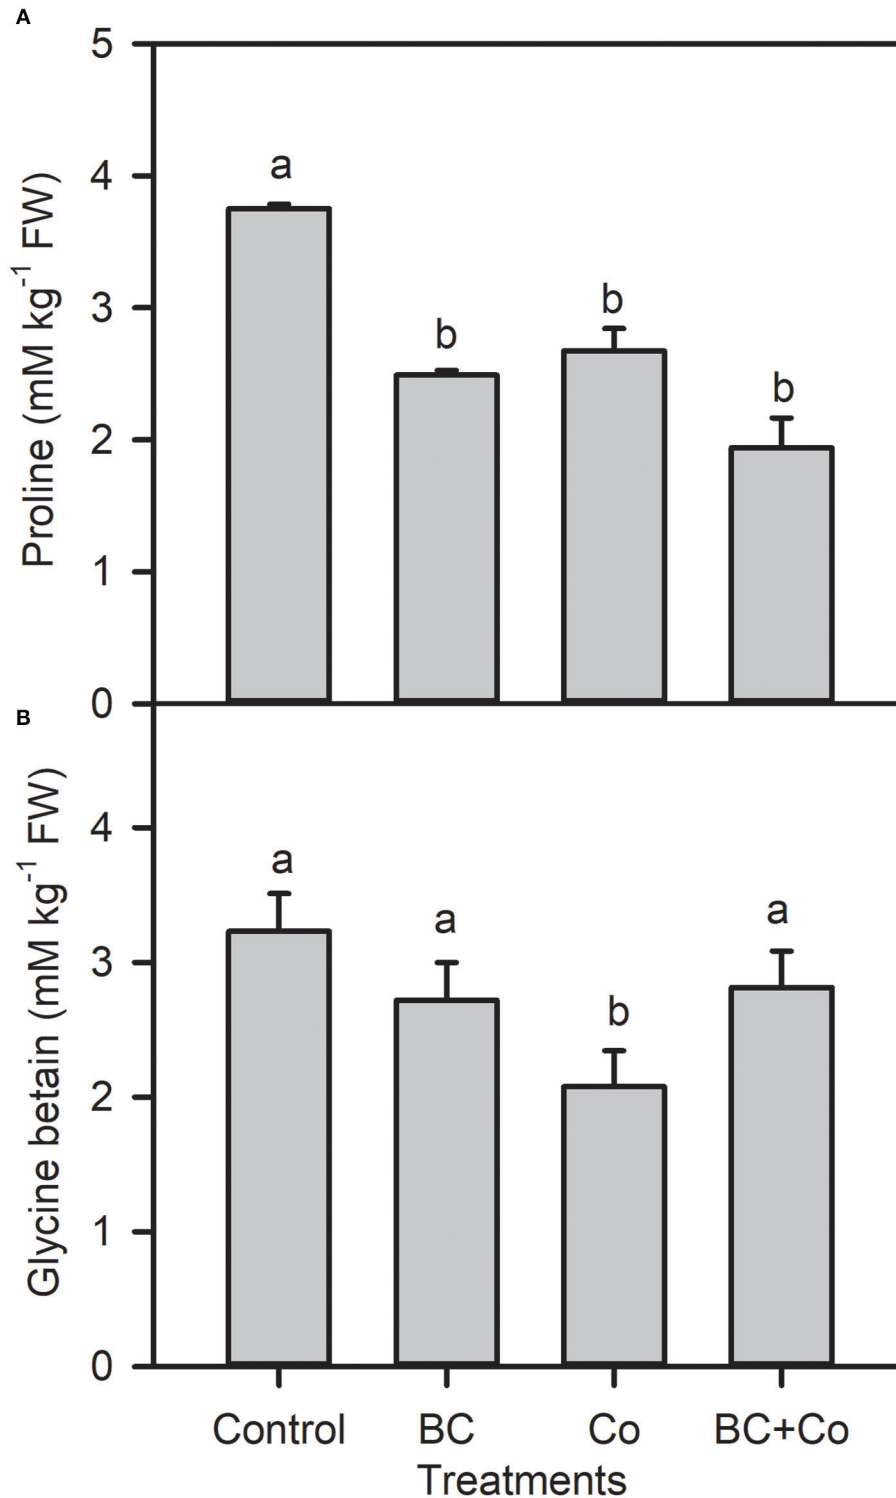 A
5
4
3
2
1
0
Proline (mM kg⁻¹ FW)
a
b
b
b
B
4
3
2
1
0
Glycine betain (mM kg⁻¹ FW)
a
a
b
a
Control BC Co BC+Co
Treatments